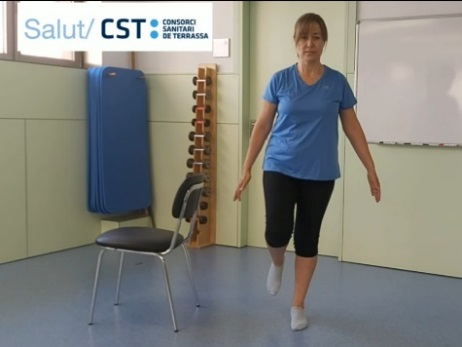 Salut/ CST: CONSORCI
SANITARI
DE TERRASSA